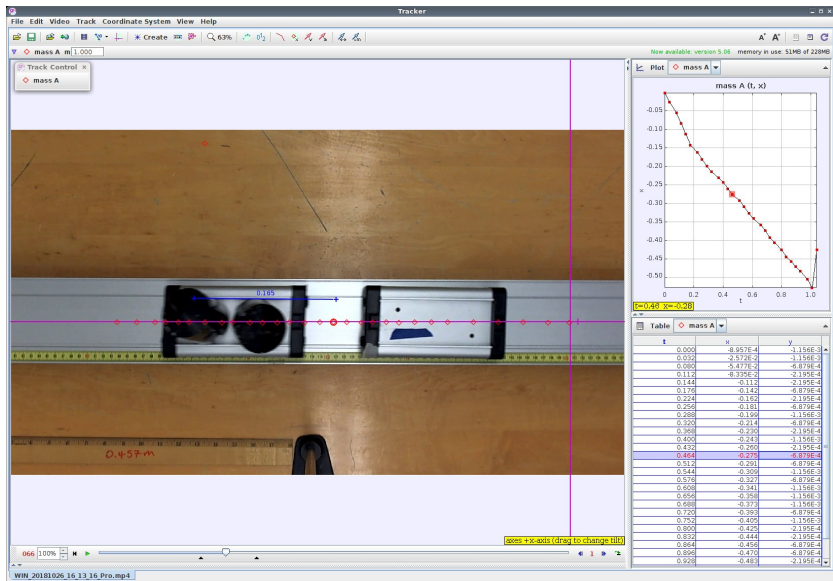 Tracker
File Edit Video Track Coordinate System View Help
Create 63%
mass A m 1.000
Now available: version 5.06 memory in use: 51MB of 228MB
Track Control ×
mass A
0.165
0.457m
axes +x-axis (drag to change tilt)
066 100% 1
WIN_20181026_16_13_16_Pro.mp4
Plot mass A
mass A (t, x)
-0.05
-0.10
-0.15
-0.20
-0.25
x
-0.30
-0.35
-0.40
-0.45
-0.50
0 0.2 0.4 0.6 0.8 1.0
t
t=0.46 x=-0.28
Table mass A
t x y
0.000 -8.957E-4 -1.156E-3
0.032 -2.572E-2 -1.156E-3
0.080 -5.477E-2 -6.879E-4
0.112 -8.335E-2 -2.195E-4
0.144 -0.112 -2.195E-4
0.176 -0.142 -6.879E-4
0.224 -0.162 -2.195E-4
0.256 -0.181 -6.879E-4
0.288 -0.199 -1.156E-3
0.320 -0.214 -6.879E-4
0.368 -0.230 -2.195E-4
0.400 -0.243 -1.156E-3
0.432 -0.260 -2.195E-4
0.464 -0.275 -6.879E-4
0.512 -0.291 -6.879E-4
0.544 -0.309 -1.156E-3
0.576 -0.327 -6.879E-4
0.608 -0.341 -1.156E-3
0.656 -0.358 -1.156E-3
0.688 -0.373 -1.156E-3
0.720 -0.393 -6.879E-4
0.752 -0.405 -1.156E-3
0.800 -0.425 -2.195E-4
0.832 -0.444 -2.195E-4
0.864 -0.456 -6.879E-4
0.896 -0.470 -6.879E-4
0.928 -0.483 -2.195E-4